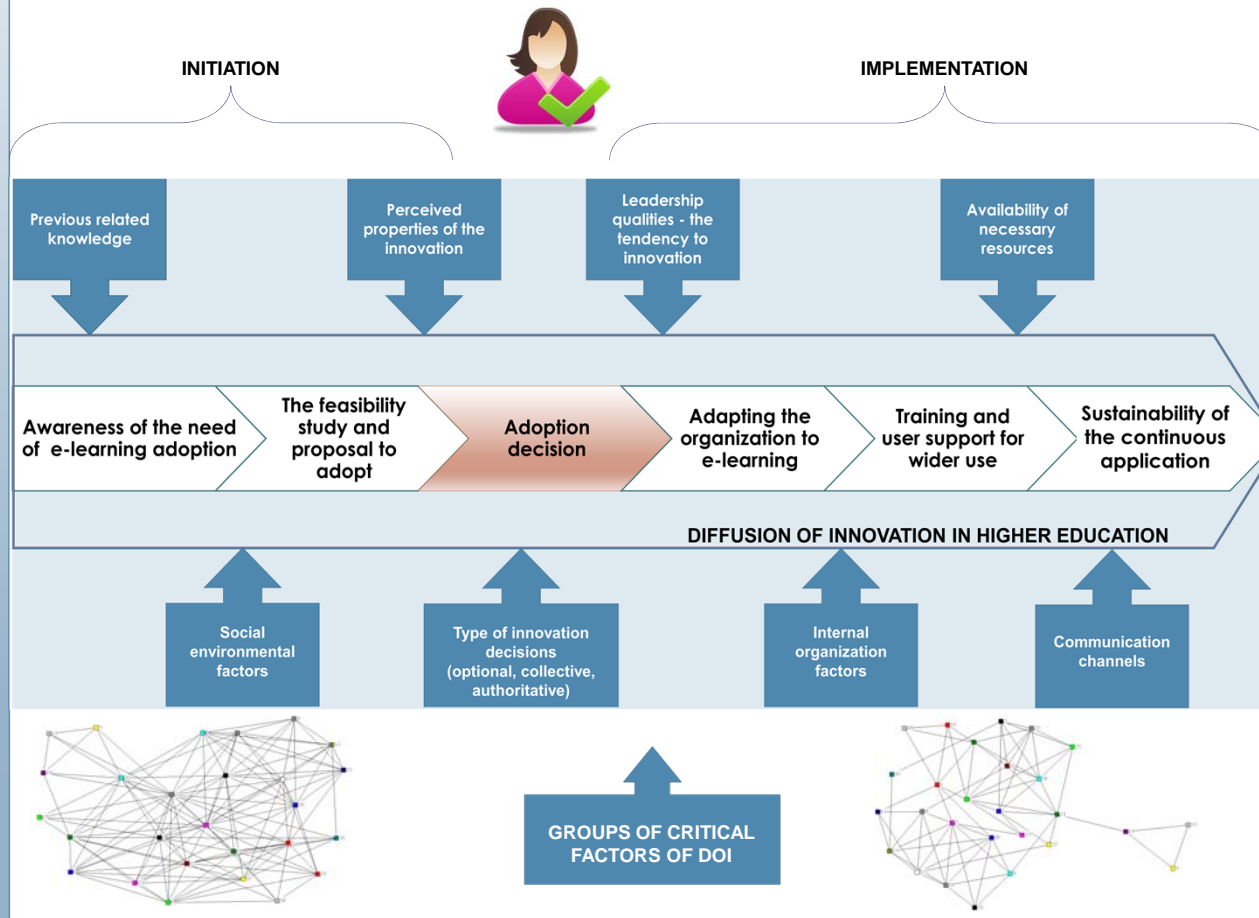 INITIATION
IMPLEMENTATION
Previous related
knowledge
Perceived
properties of the
innovation
Leadership
qualities - the
tendency to
innovation
Availability of
necessary
resources
Awareness of the need
of e-learning adoption
The feasibility
study and
proposal to
adopt
Adoption
decision
Adapting the
organization to
e-learning
Training and
user support for
wider use
Sustainability of
the continuous
application
DIFFUSION OF INNOVATION IN HIGHER EDUCATION
Social
environmental
factors
Type of innovation
decisions
(optional, collective,
authoritative)
Internal
organization
factors
Communication
channels
GROUPS OF CRITICAL
FACTORS OF DOI